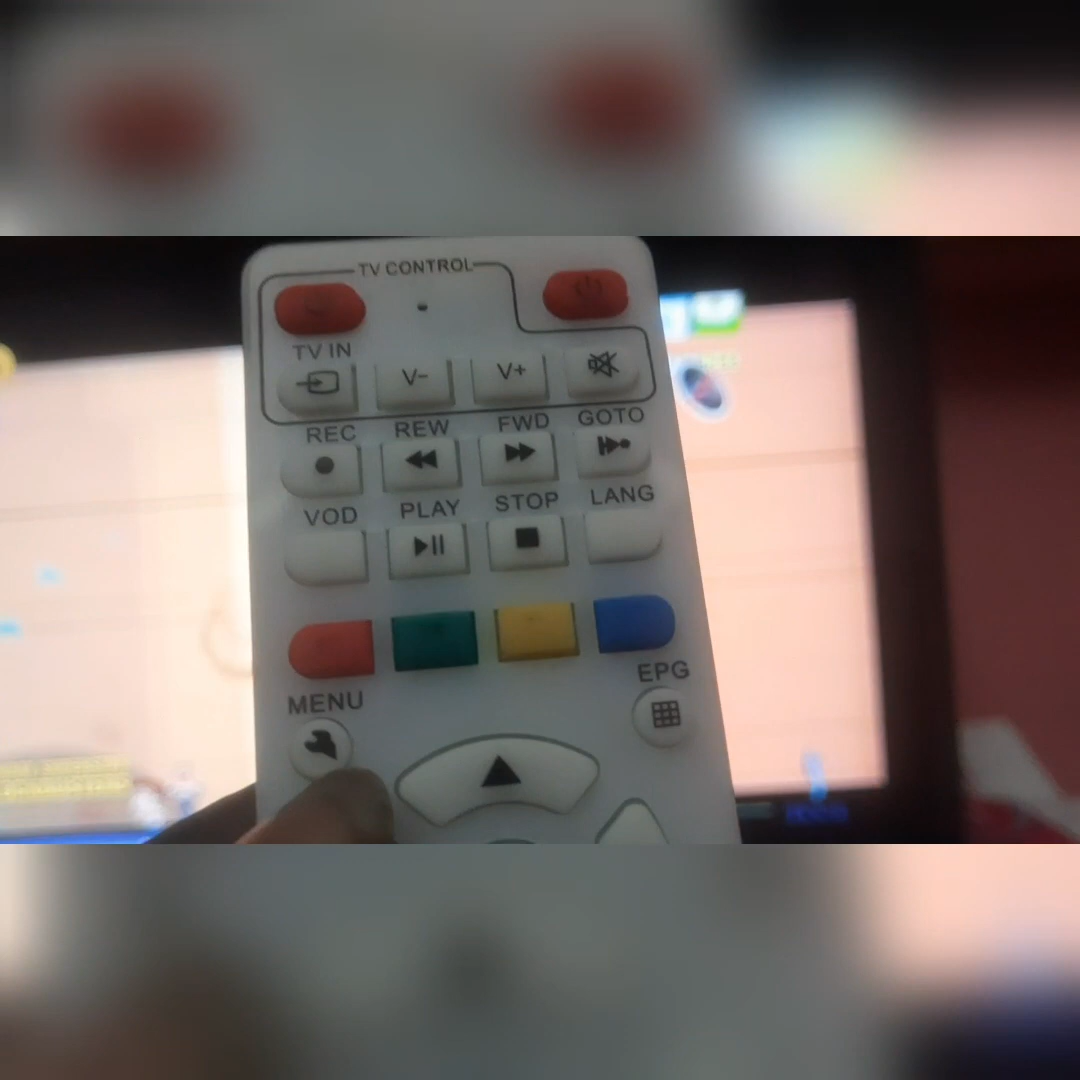 TV CONTROL
TV IN
V- V+
REC REW FWD GOTO
VOD PLAY STOP LANG
MENU EPG